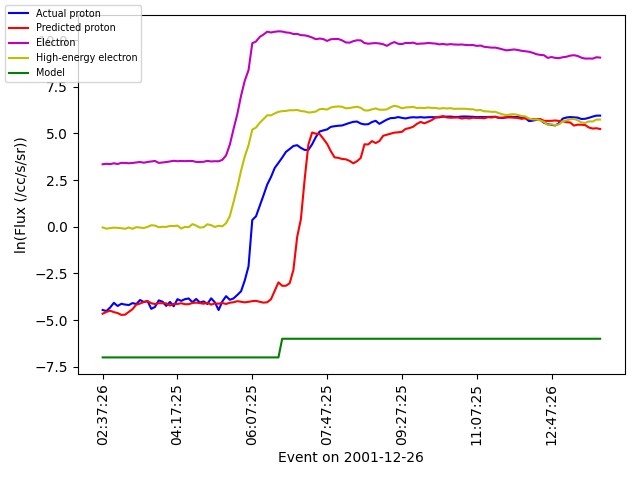 Actual proton
Predicted proton
Electron
High-energy electron
Model
10.0
7.5
5.0
2.5
0.0
−2.5
−5.0
−7.5
ln(Flux (/cc/s/sr))
02:37:26
04:17:25
06:07:25
07:47:25
09:27:25
11:07:25
12:47:26
Event on 2001-12-26